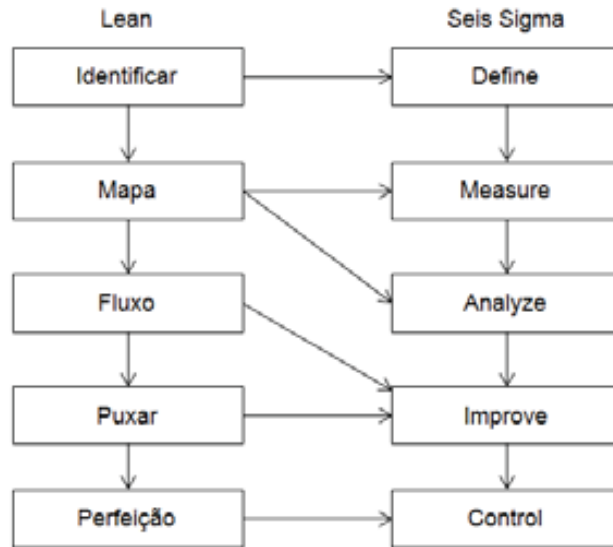 Lean
Seis Sigma
Identificar
Define
Mapa
Measure
Fluxo
Analyze
Puxar
Improve
Perfeição
Control